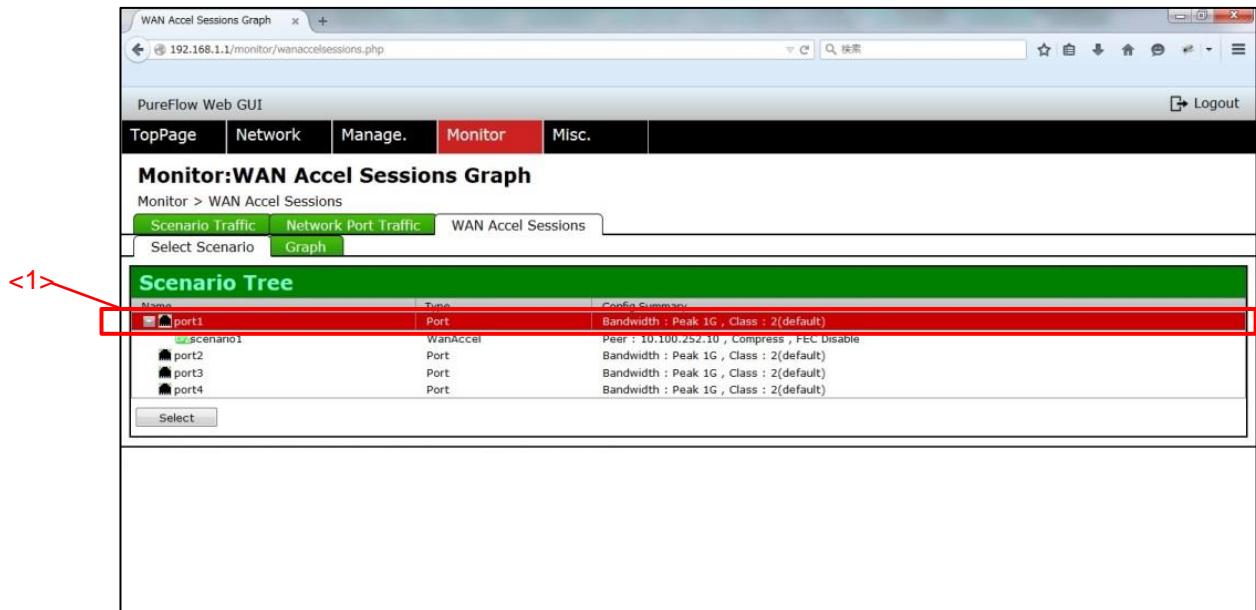 WAN Accel Sessions Graph × +
192.168.1.1/monitor/wanaccelsessions.php 検索
PureFlow Web GUI Logout
TopPage Network Manage. Monitor Misc.
Monitor:WAN Accel Sessions Graph
Monitor > WAN Accel Sessions
Scenario Traffic Network Port Traffic WAN Accel Sessions
Select Scenario Graph
<1>
Scenario Tree
Name Type Config Summary
port1 Port Bandwidth : Peak 1G , Class : 2(default)
scenario1 WanAccel Peer : 10.100.252.10 , Compress , FEC Disable
port2 Port Bandwidth : Peak 1G , Class : 2(default)
port3 Port Bandwidth : Peak 1G , Class : 2(default)
port4 Port Bandwidth : Peak 1G , Class : 2(default)
Select